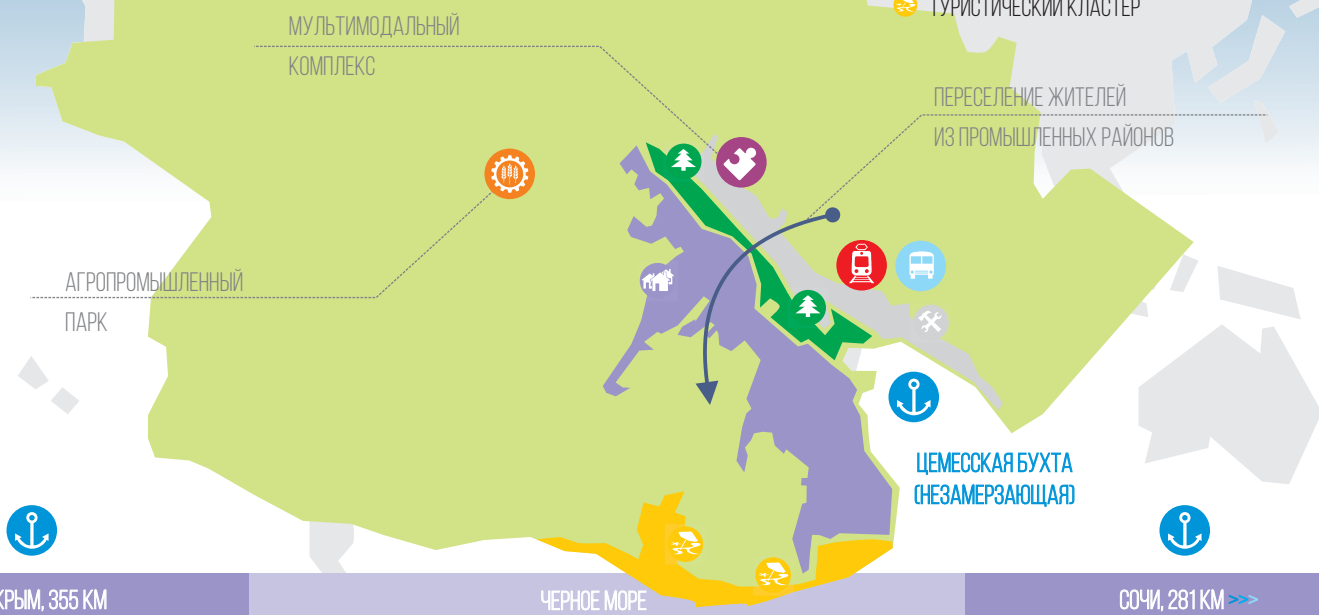 ТУРИСТИЧЕСКИЙ КЛАСТЕР
МУЛЬТИМОДАЛЬНЫЙ
КОМПЛЕКС
ПЕРЕСЕЛЕНИЕ ЖИТЕЛЕЙ
ИЗ ПРОМЫШЛЕННЫХ РАЙОНОВ
АГРОПРОМЫШЛЕННЫЙ
ПАРК
ЦЕМЕССКАЯ БУХТА
(НЕЗАМЕРЗАЮЩАЯ)
КРЫМ, 355 КМ
ЧЕРНОЕ МОРЕ
СОЧИ, 281 КМ >>>